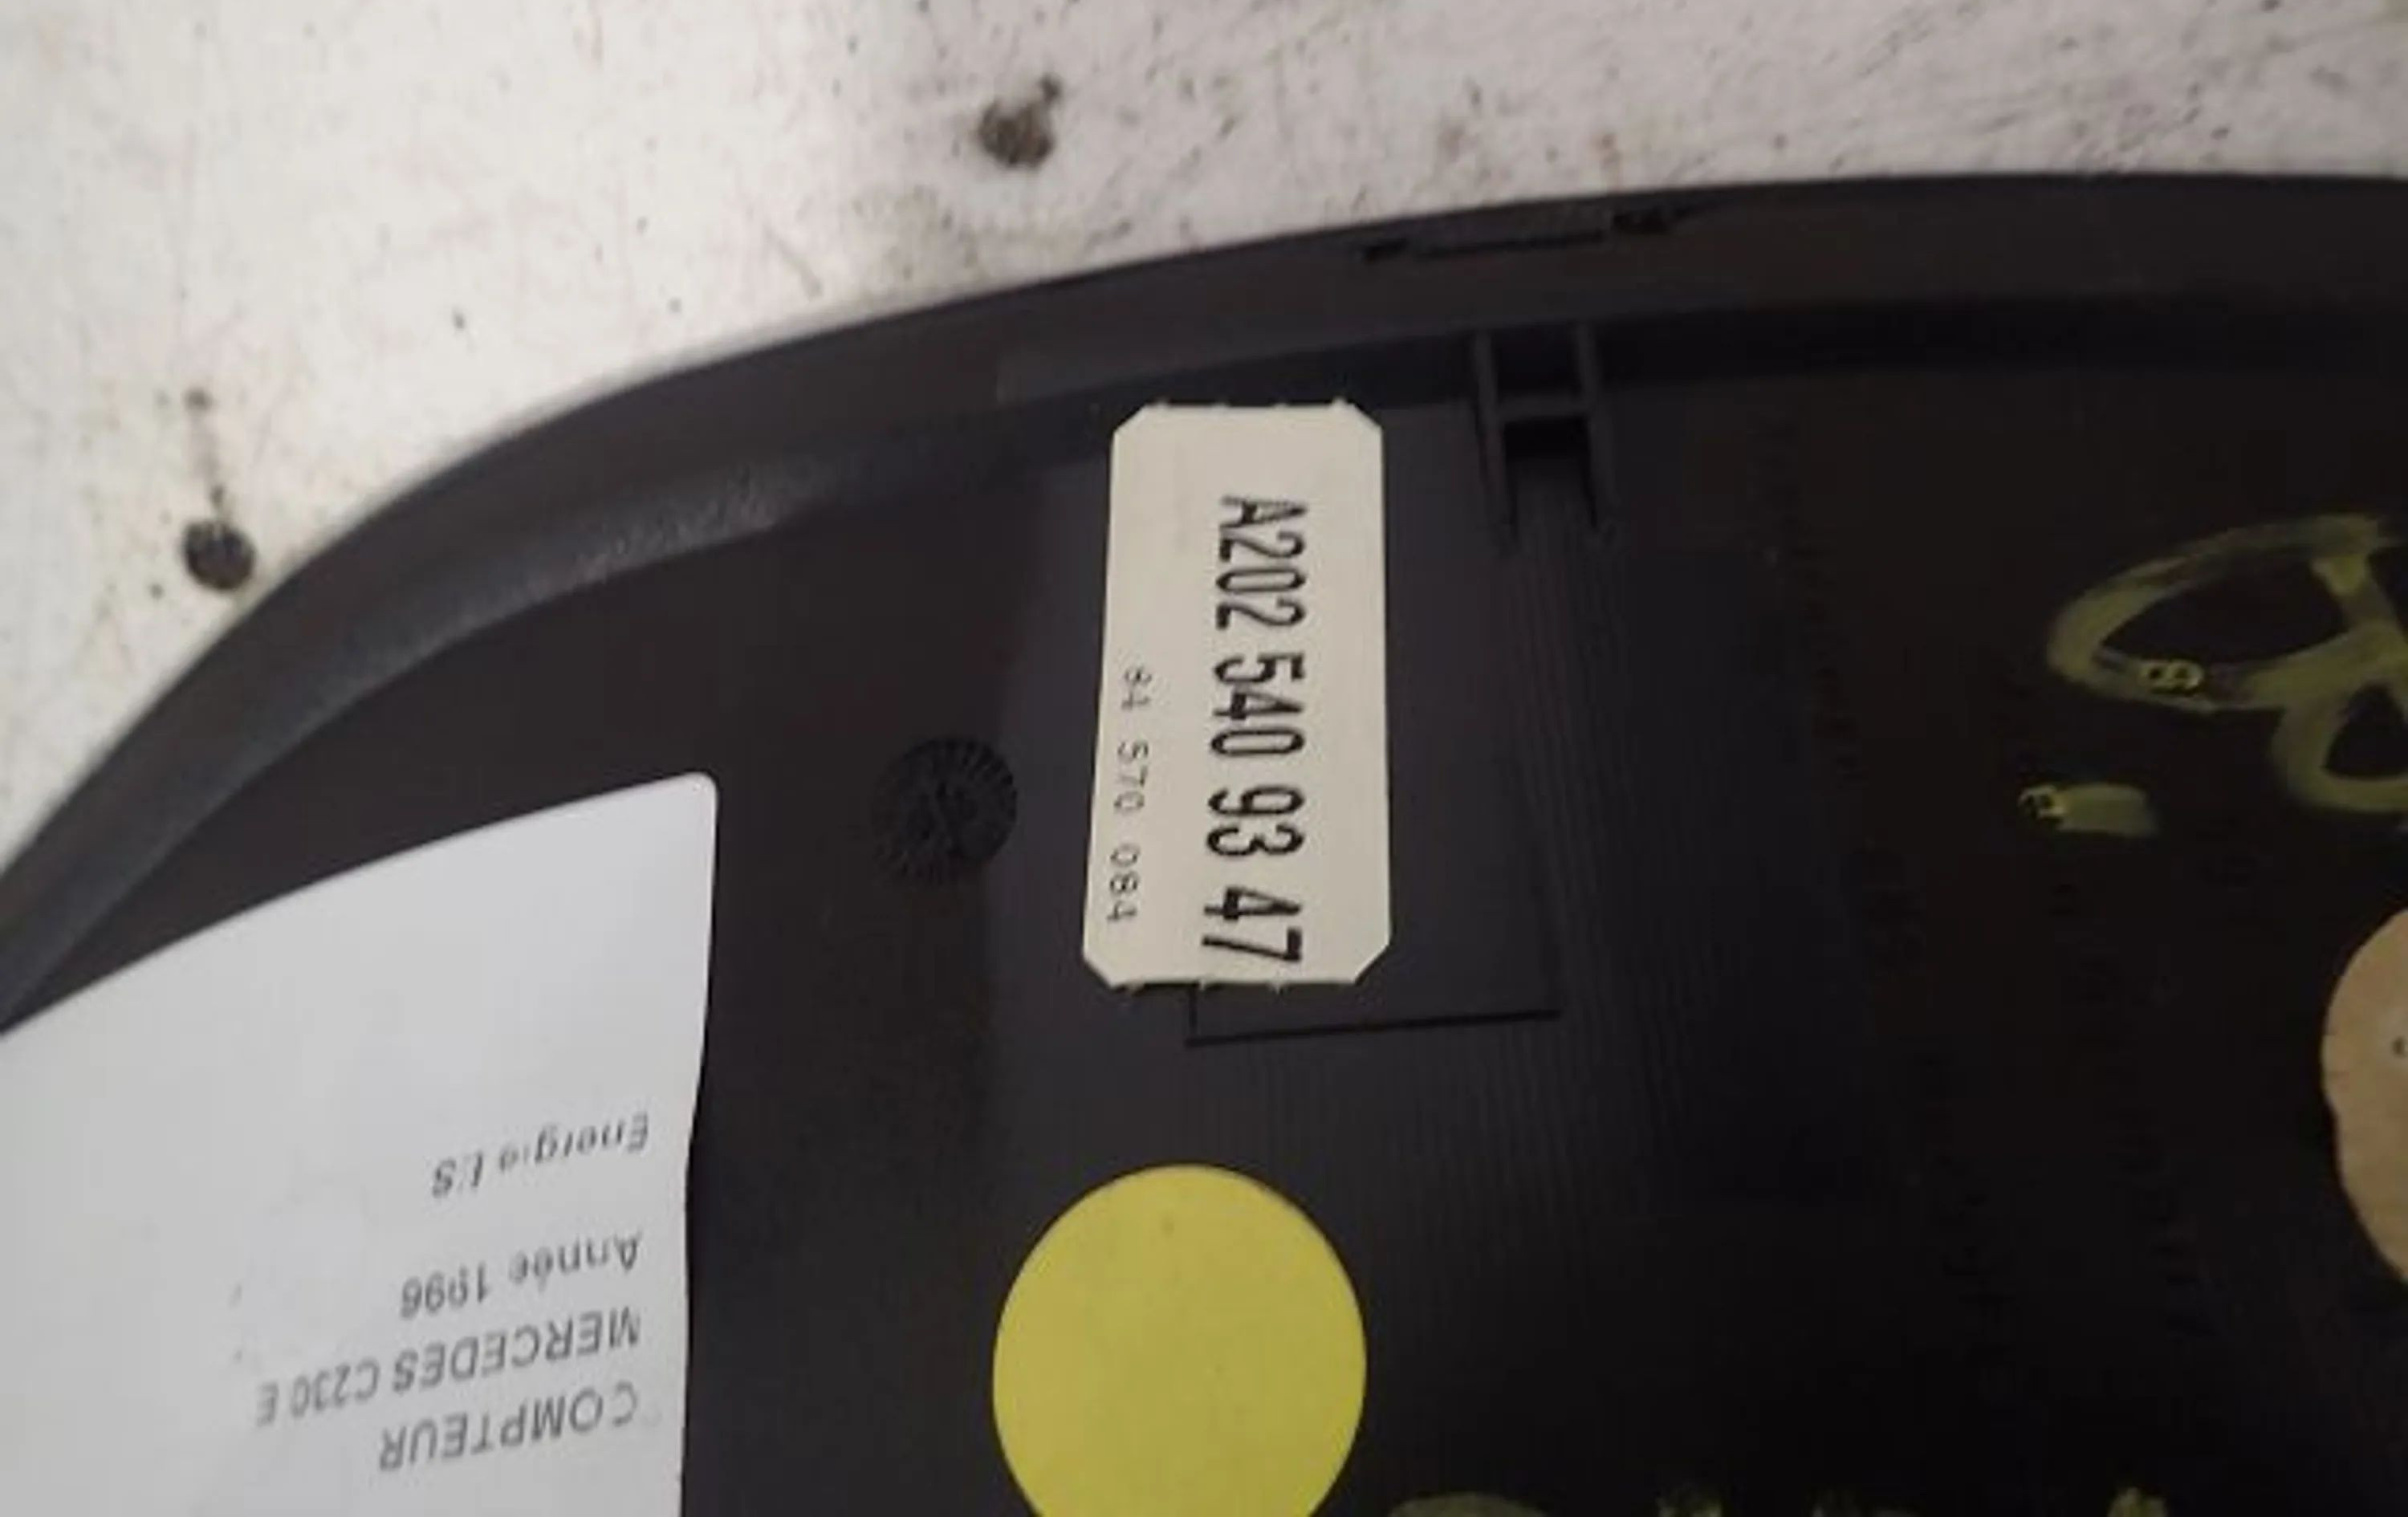 A202 540 93 47
84 570 084
COMPTEUR
MERCEDES C230 E
Année 1996
Energie ES